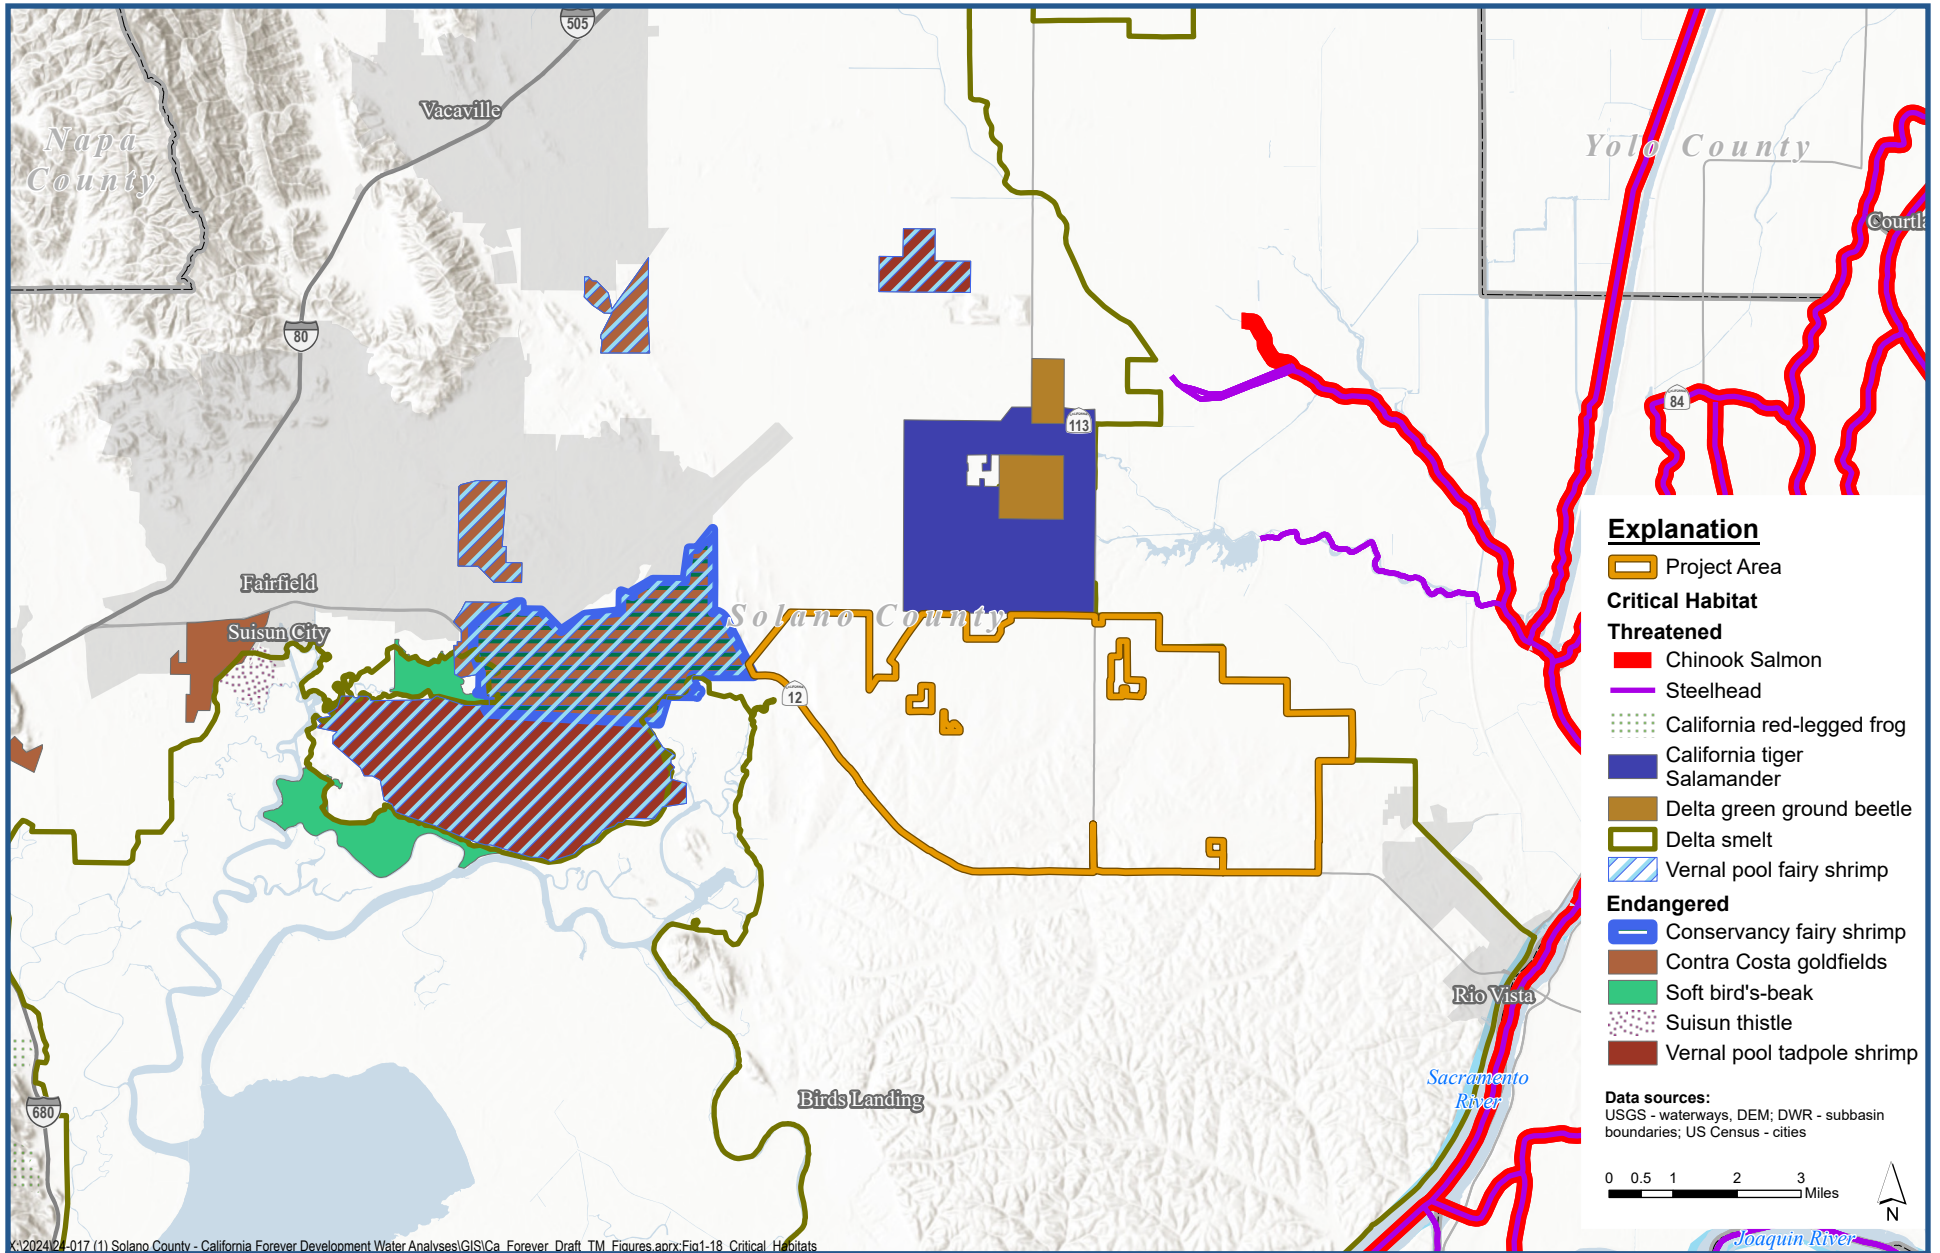 505
Vacaville
Napa
County
Yolo County
Courtla
80
84
113
Fairfield
Solano County
Suisun City
12
Rio Vista
Sacramento
River
Birds Landing
680
Joaquin River
Explanation
Project Area
Critical Habitat
Threatened
Chinook Salmon
Steelhead
California red-legged frog
California tiger
Salamander
Delta green ground beetle
Delta smelt
Vernal pool fairy shrimp
Endangered
Conservancy fairy shrimp
Contra Costa goldfields
Soft bird's-beak
Suisun thistle
Vernal pool tadpole shrimp
Data sources:
USGS - waterways, DEM; DWR - subbasin
boundaries; US Census - cities
0 0.5 1 2 3
Miles
N
X:\2024\24-017 (1) Solano County - California Forever Development Water Analyses\GIS\Ca_Forever_Draft_TM_Figures.aprx:Fig1-18_Critical_Habitats